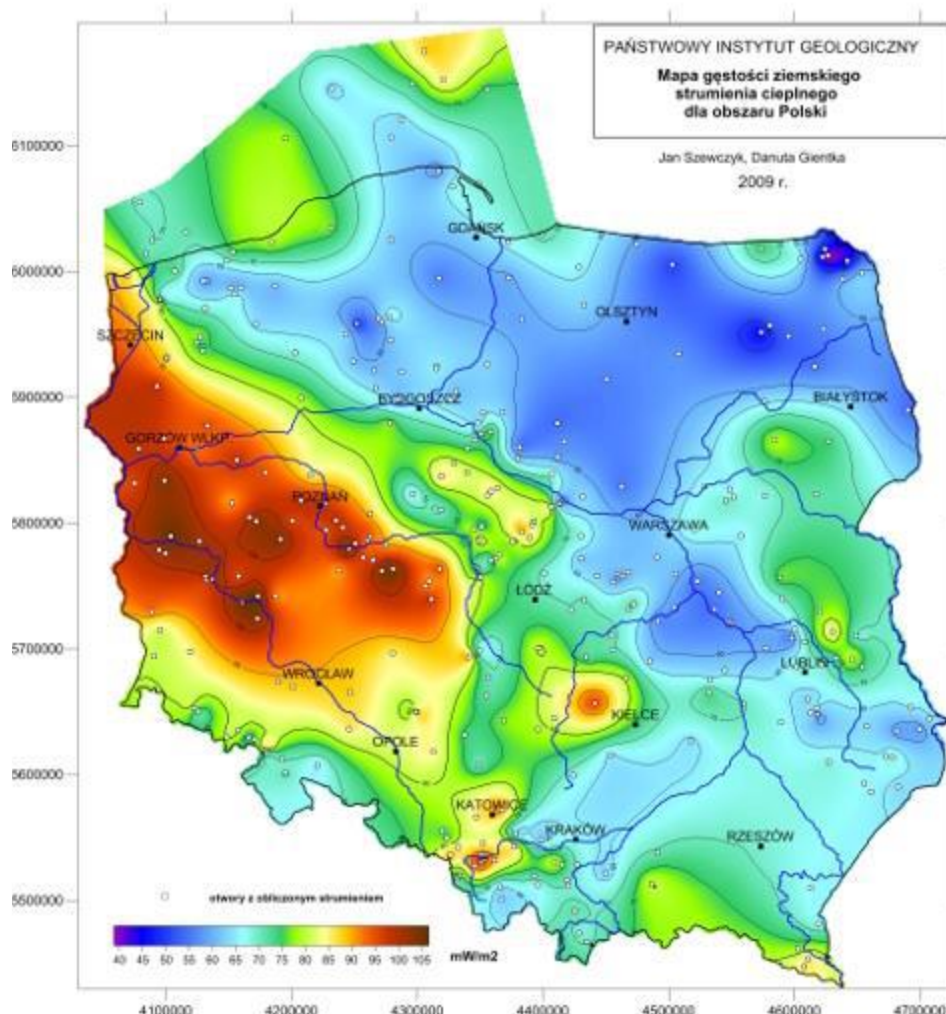 PAŃSTWOWY INSTYTUT GEOLOGICZNY
Mapa gęstości ziemskiego
strumienia cieplnego
dla obszaru Polski
Jan Szewczyk, Danuta Gientka
2009 r.
6100000
GDAŃSK
6000000
OLSZTYN
SZCZECIN
5900000
BYDGOSZCZ
BIAŁYSTOK
GORZÓW WLKP
POZNAŃ
5800000
WARSZAWA
ŁÓDŹ
5700000
LUBLIN
WROCŁAW
KIELCE
OPOLE
5600000
KATOWICE
KRAKÓW
RZESZÓW
5500000
otwory z obliczonym strumieniem
40 45 50 55 60 65 70 75 80 85 90 95 100 105 mW/m2
4100000 4200000 4300000 4400000 4500000 4600000 4700000